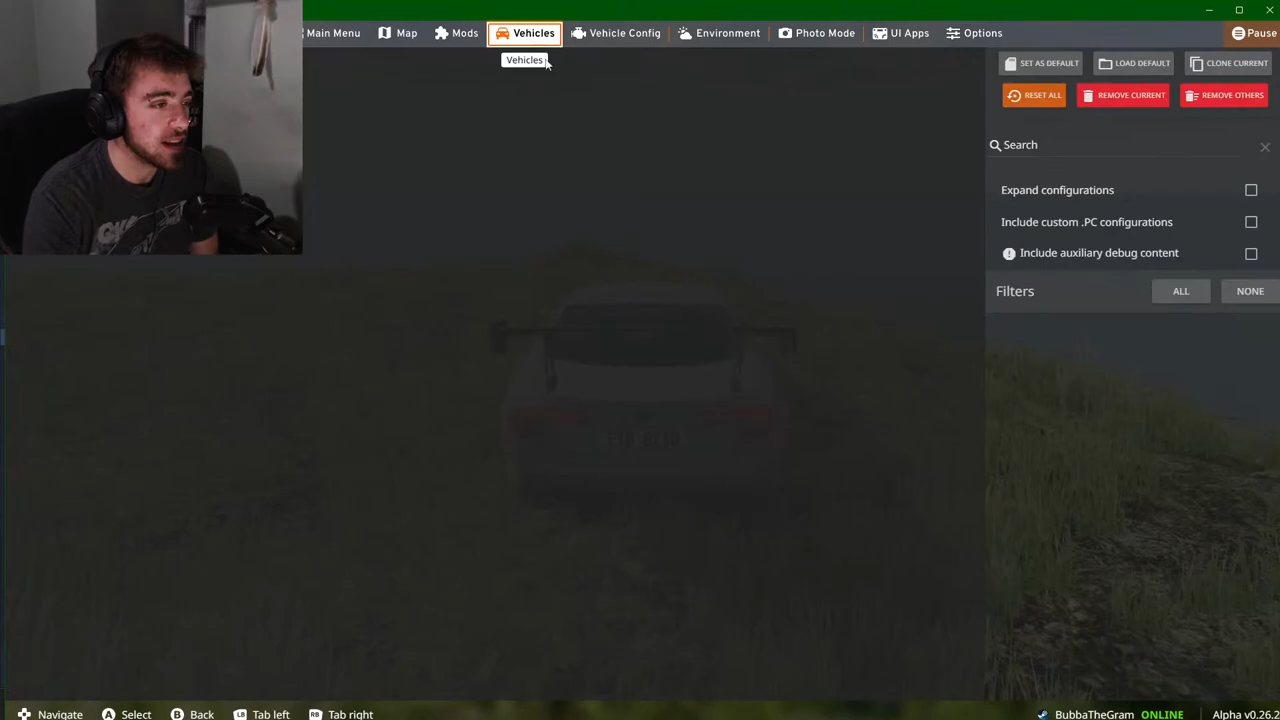 Main Menu Map Mods Vehicles Vehicle Config Environment Photo Mode UI Apps Options Pause
Vehicles
SET AS DEFAULT LOAD DEFAULT CLONE CURRENT
RESET ALL REMOVE CURRENT REMOVE OTHERS
Search
Expand configurations
Include custom .PC configurations
Include auxiliary debug content
Filters ALL NONE
Navigate A Select B Back LB Tab left RB Tab right BubbaTheGram ONLINE Alpha v0.26.2